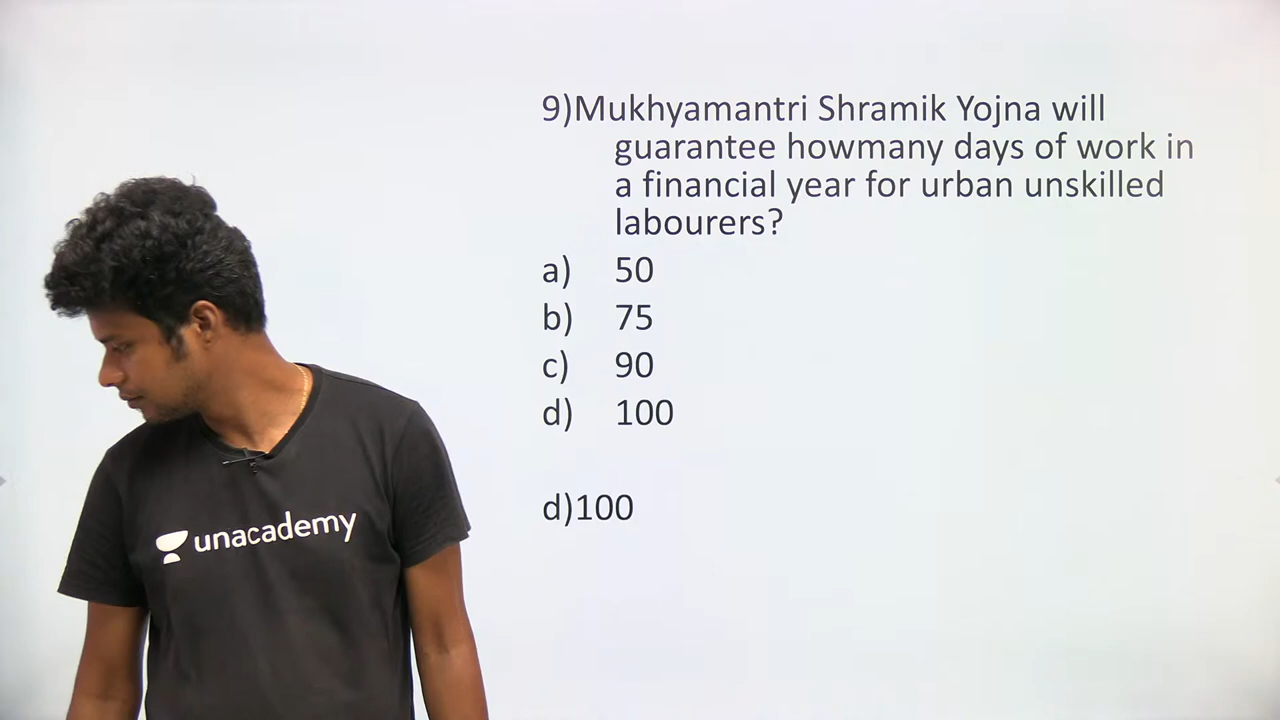 9)Mukhyamantri Shramik Yojna will
guarantee howmany days of work in
a financial year for urban unskilled
labourers?
a) 50
b) 75
c) 90
d) 100
d)100
unacademy